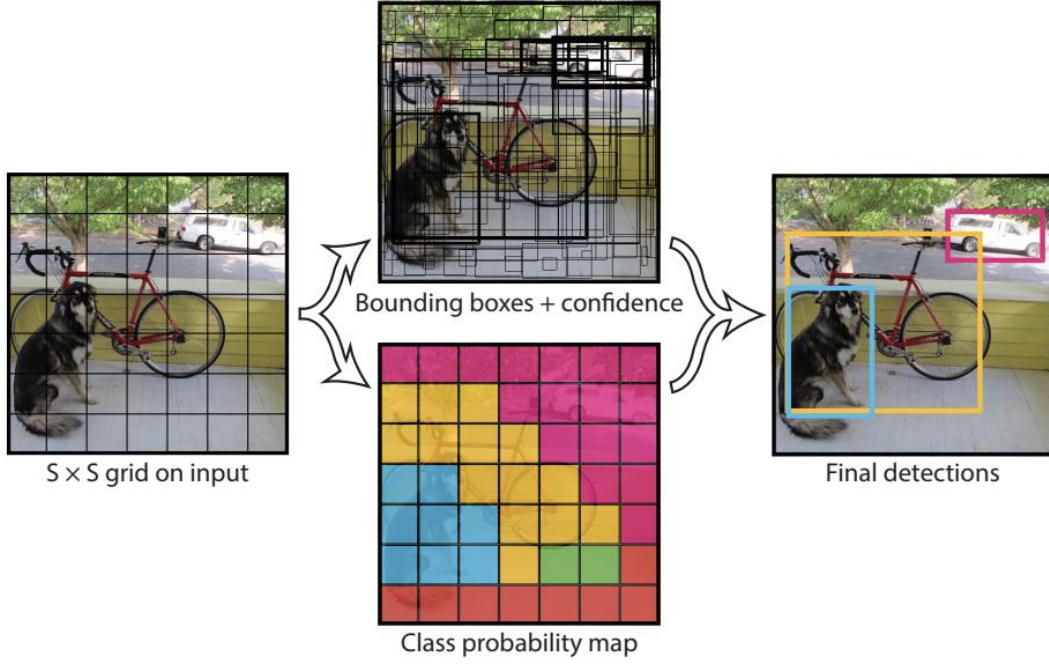 Bounding boxes + confidence
S × S grid on input
Final detections
Class probability map